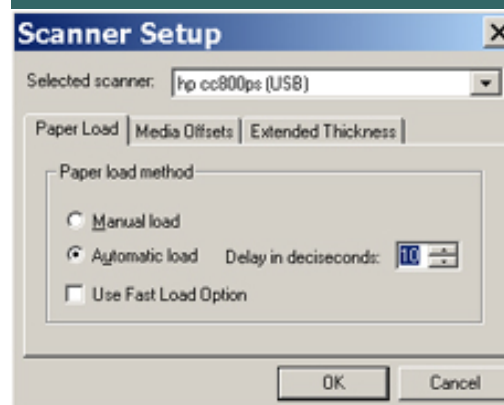 Scanner Setup
Selected scanner: hp cc800ps (USB)
Paper Load Media Offsets Extended Thickness
Paper load method
Manual load
Automatic load Delay in deciseconds: 10
Use Fast Load Option
OK Cancel